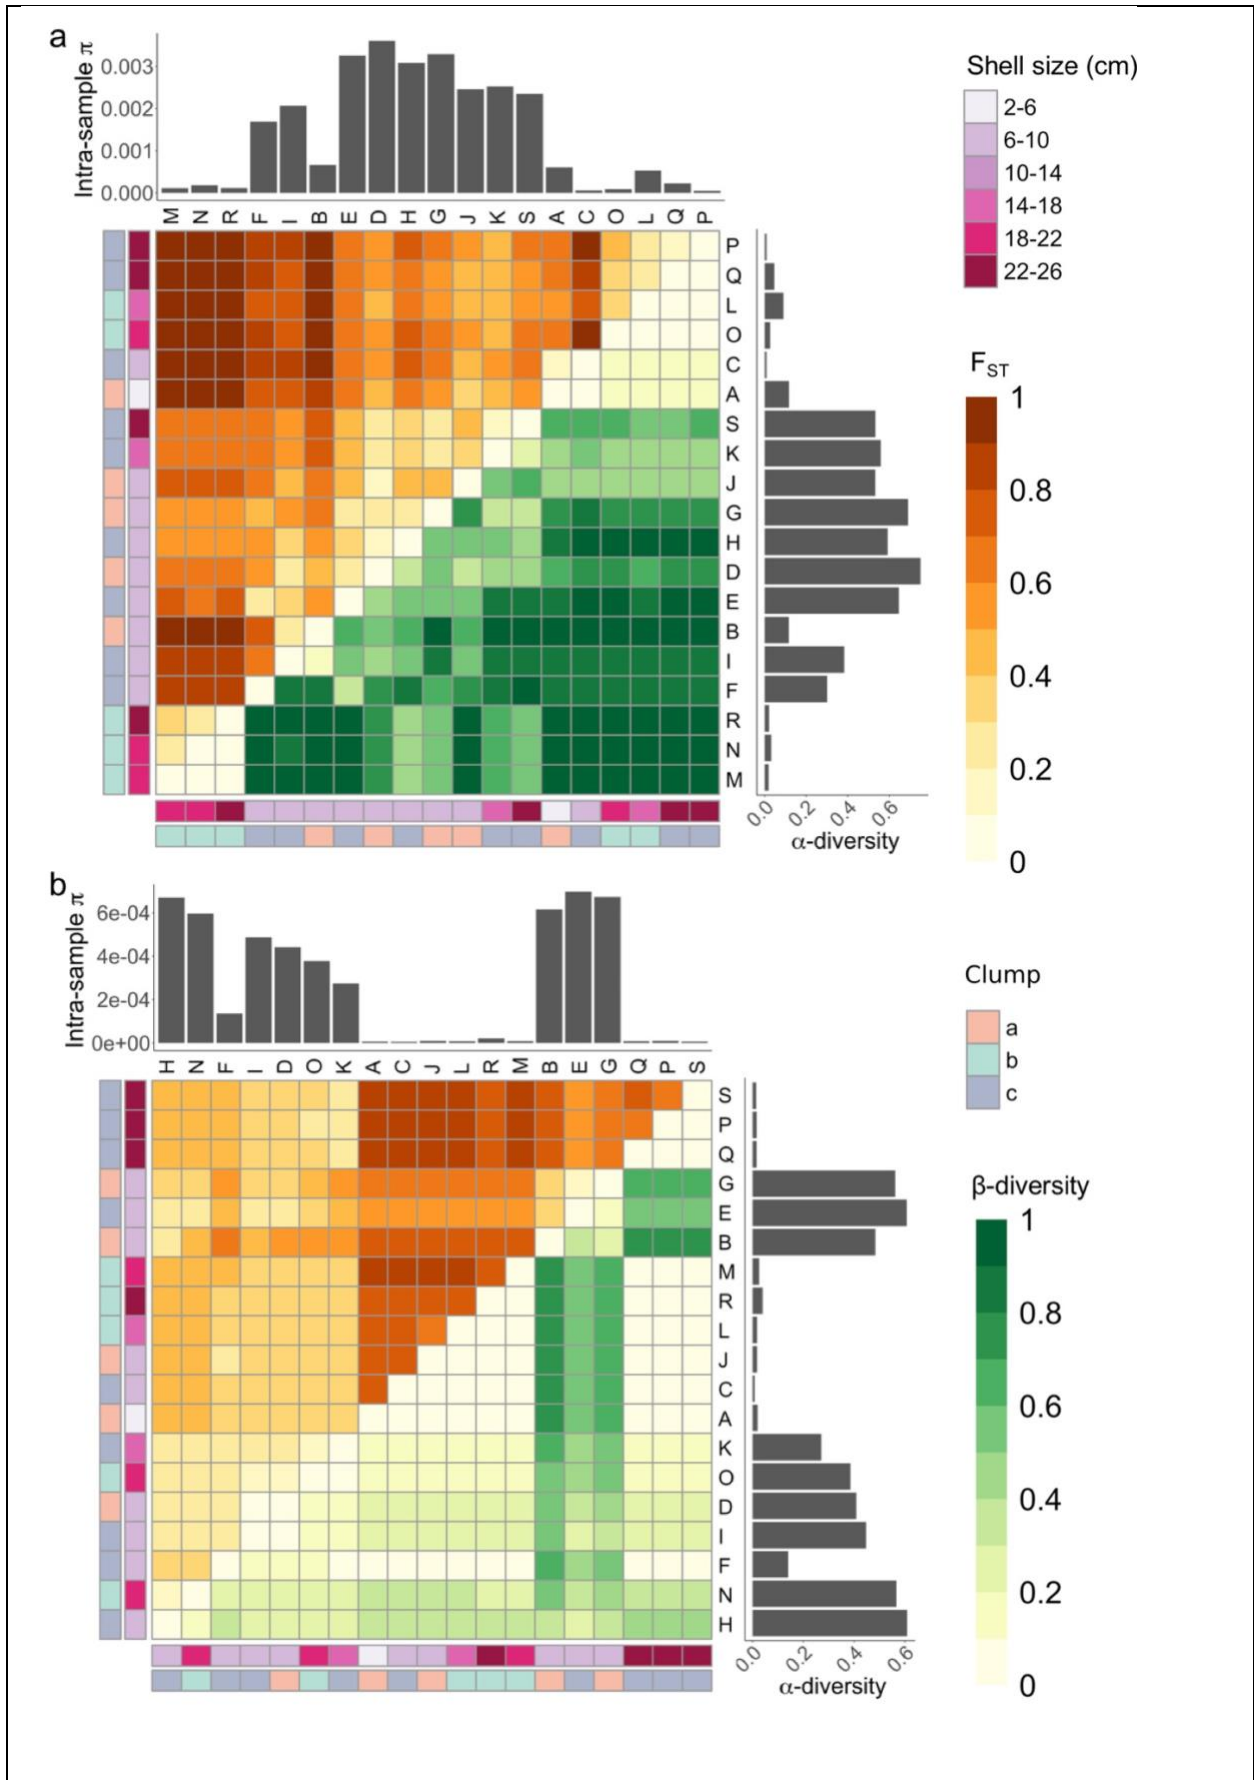 a
Intra-sample π
0.003
0.002
0.001
0.000
M N R F I B E D H G J K S A C O L Q P
P
Q
L
O
C
A
S
K
J
G
H
D
E
B
I
F
R
N
M
0.0 0.2 0.4 0.6
α-diversity
Shell size (cm)
2-6
6-10
10-14
14-18
18-22
22-26
FST
1
0.8
0.6
0.4
0.2
0
b
Intra-sample π
6e-04
4e-04
2e-04
0e+00
H N F I D O K A C J L R M B E G Q P S
S
P
Q
G
E
B
M
R
L
J
C
A
K
O
D
I
F
N
H
0.0 0.2 0.4 0.6
α-diversity
Clump
a
b
c
β-diversity
1
0.8
0.6
0.4
0.2
0